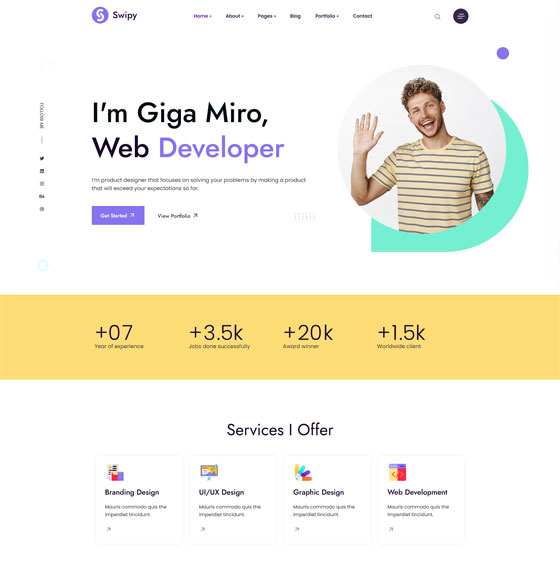 Swipy
Home +
About +
Pages +
Blog
Portfolio +
Contact
FOLLOW ME
I'm Giga Miro,
Web Developer
I'm product designer that focuses on solving your problems by making a product
that will exceed your expectations so far.
Get Started
View Portfolio
Bē
+07
Year of experience
+3.5k
Jobs done successfully
+20k
Award winner
+1.5k
Worldwide client
Services I Offer
Branding Design
Mauris commodo quis the
imperdiet tincidunt.
UI/UX Design
Mauris commodo quis the
imperdiet tincidunt.
Graphic Design
Mauris commodo quis the
imperdiet tincidunt.
Web Development
Mauris commodo quis the
imperdiet tincidunt.